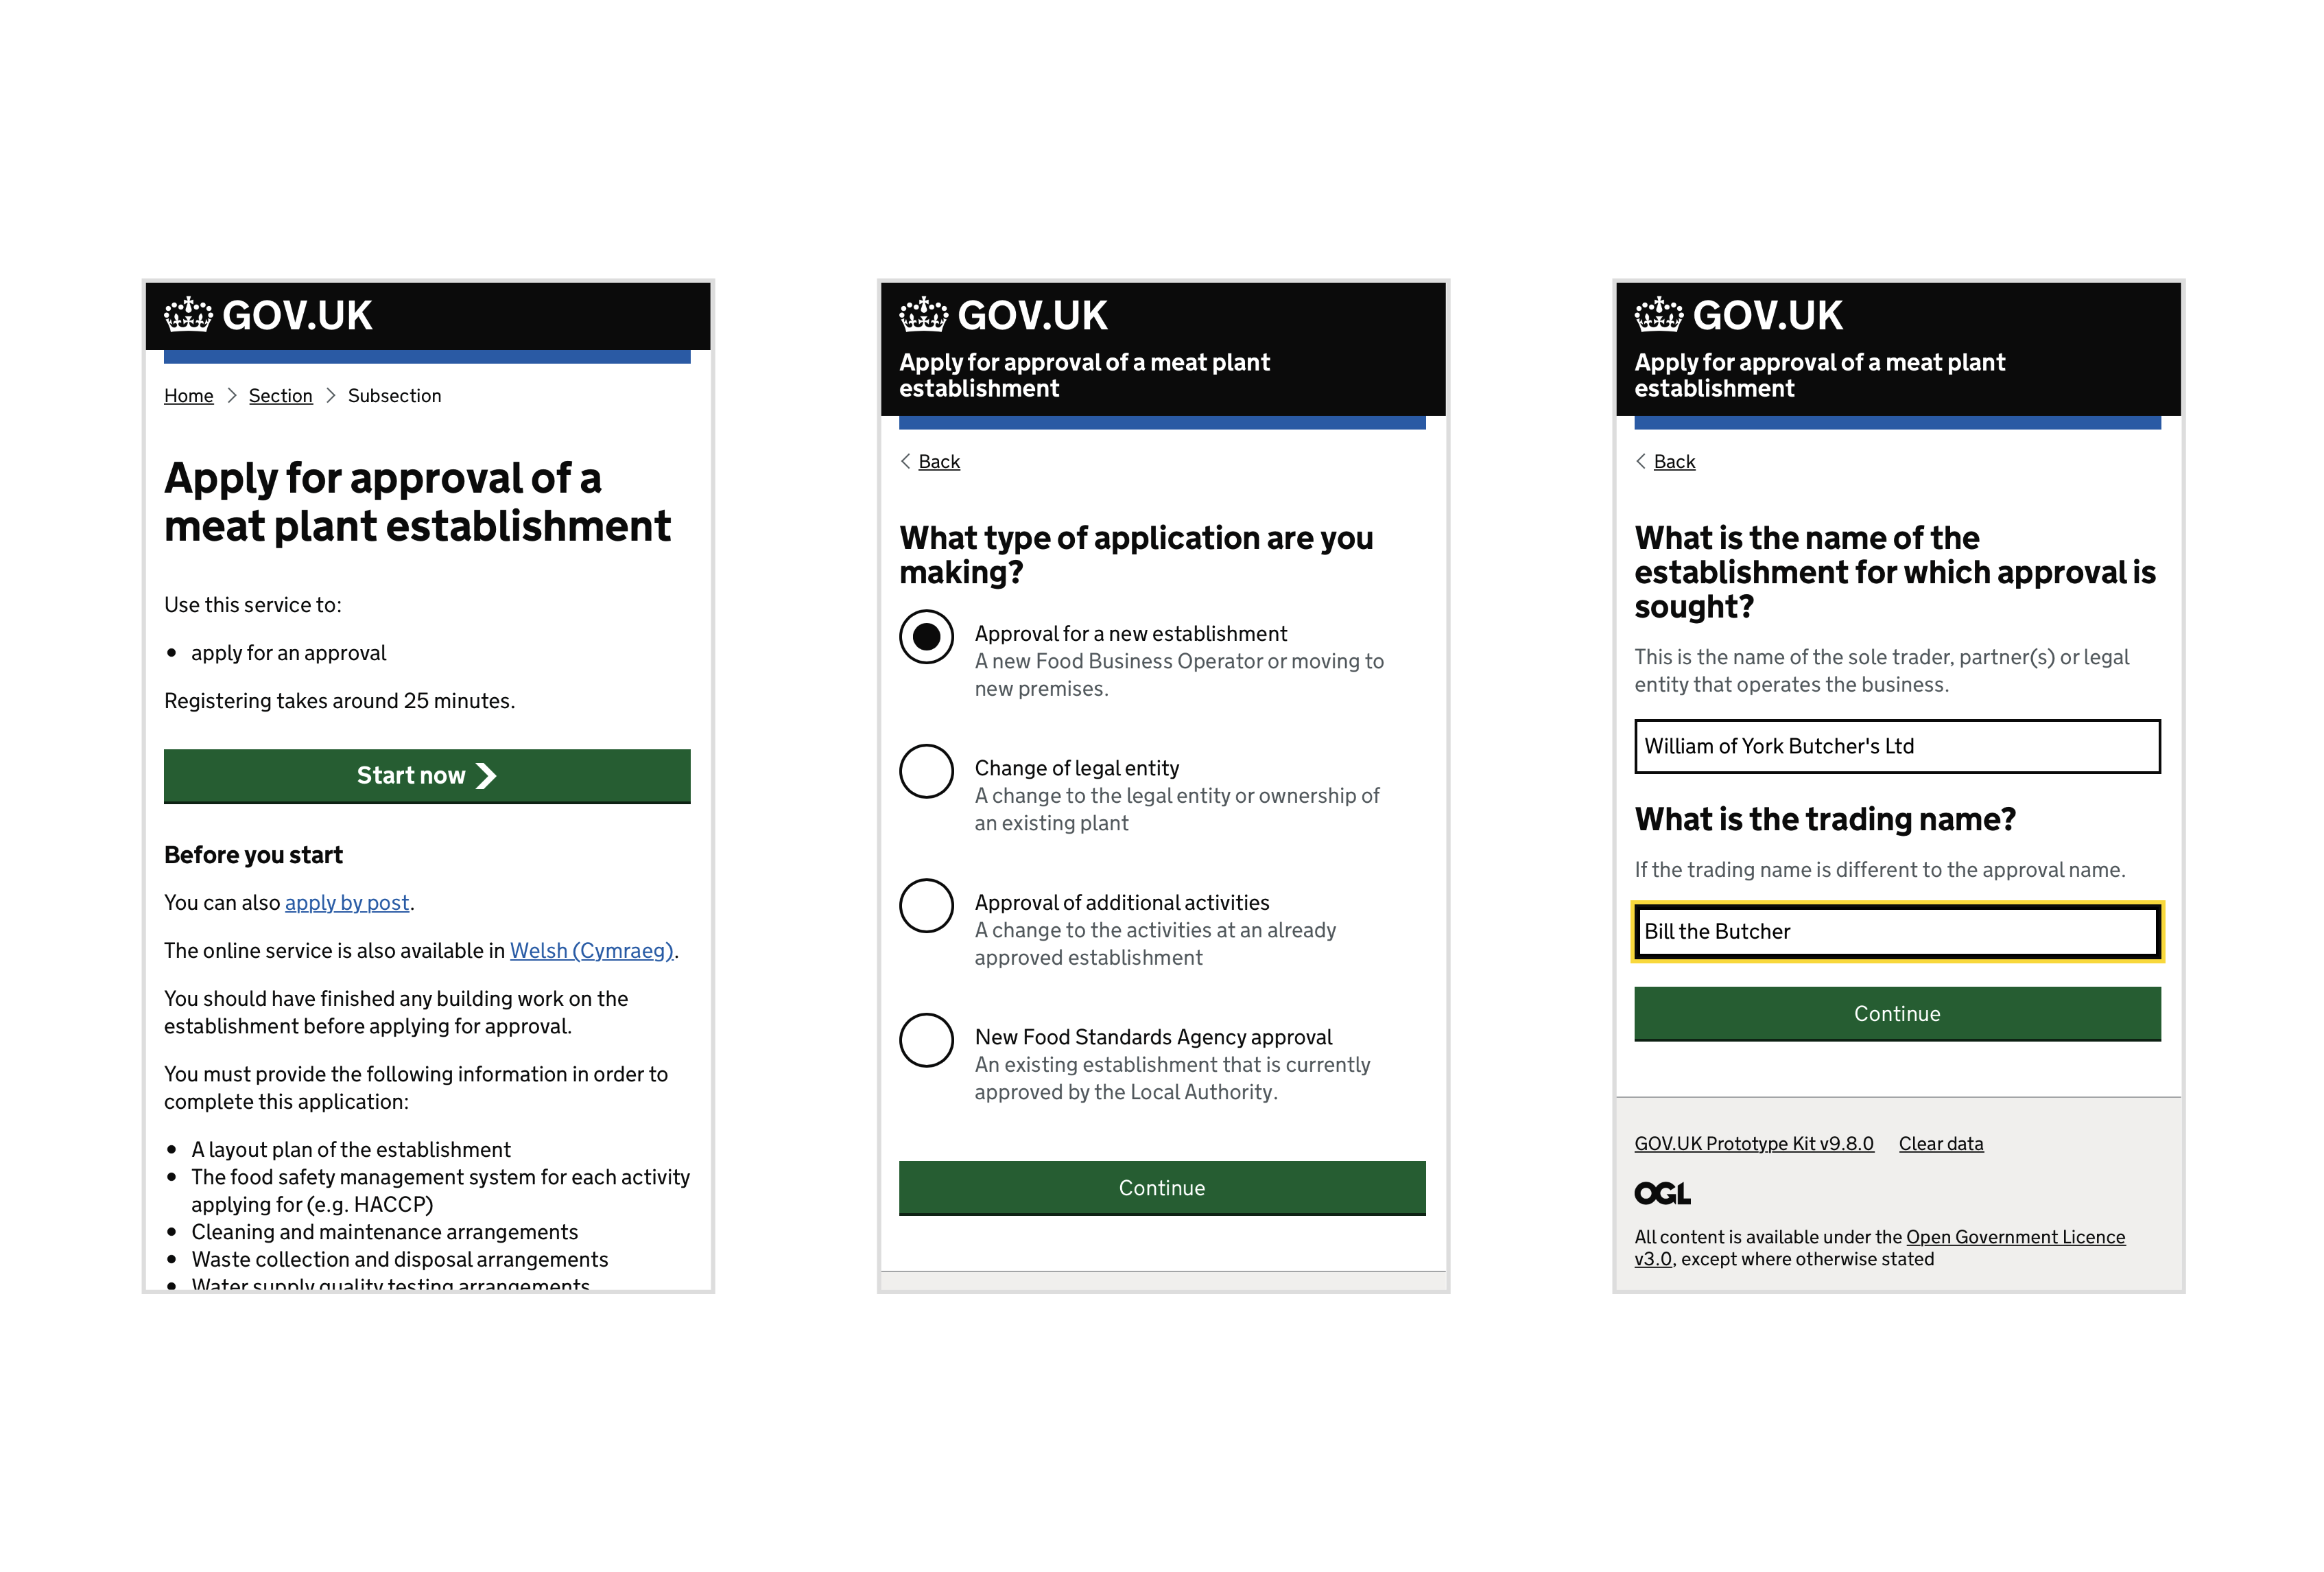 GOV.UK
Home > Section > Subsection
Apply for approval of a
meat plant establishment
Use this service to:
• apply for an approval
Registering takes around 25 minutes.
Start now
Before you start
You can also apply by post.
The online service is also available in Welsh (Cymraeg).
You should have finished any building work on the
establishment before applying for approval.
You must provide the following information in order to
complete this application:
• A layout plan of the establishment
• The food safety management system for each activity
applying for (e.g. HACCP)
• Cleaning and maintenance arrangements
• Waste collection and disposal arrangements
• Water supply quality testing arrangements
GOV.UK
Apply for approval of a meat plant
establishment
Back
What type of application are you
making?
Approval for a new establishment
A new Food Business Operator or moving to
new premises.
Change of legal entity
A change to the legal entity or ownership of
an existing plant
Approval of additional activities
A change to the activities at an already
approved establishment
New Food Standards Agency approval
An existing establishment that is currently
approved by the Local Authority.
Continue
GOV.UK
Apply for approval of a meat plant
establishment
Back
What is the name of the
establishment for which approval is
sought?
This is the name of the sole trader, partner(s) or legal
entity that operates the business.
William of York Butcher's Ltd
What is the trading name?
If the trading name is different to the approval name.
Bill the Butcher
Continue
GOV.UK Prototype Kit v9.8.0 Clear data
OGL
All content is available under the Open Government Licence
v3.0, except where otherwise stated